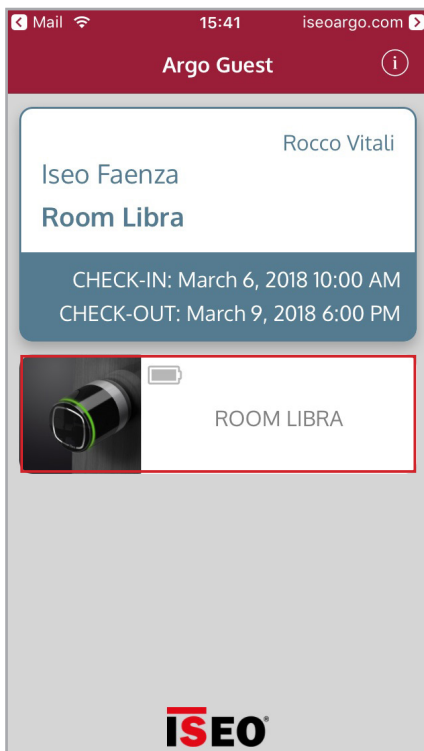 Mail 15:41 iseoargo.com
Argo Guest i
Rocco Vitali
Iseo Faenza
Room Libra
CHECK-IN: March 6, 2018 10:00 AM
CHECK-OUT: March 9, 2018 6:00 PM
ROOM LIBRA
ISEO®